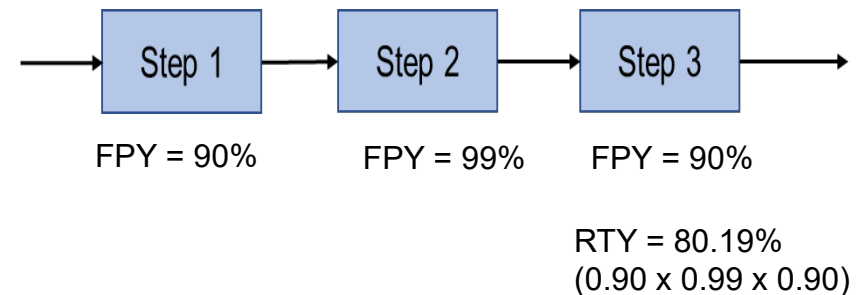 Step 1
Step 2
Step 3
FPY = 90%
FPY = 99%
FPY = 90%
RTY = 80.19%
(0.90 x 0.99 x 0.90)